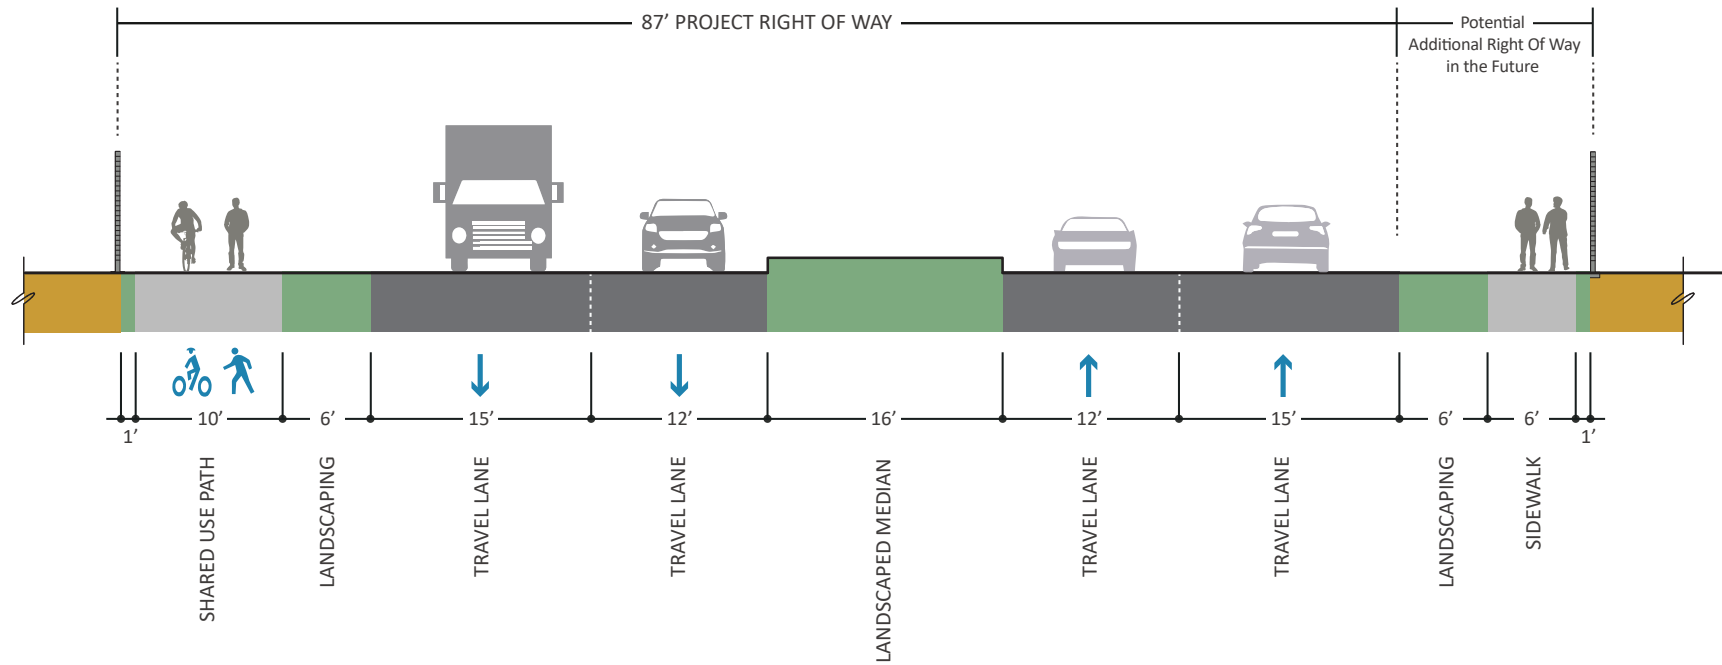 87’ PROJECT RIGHT OF WAY
Potential
Additional Right Of Way
in the Future
1’
10’
6’
15’
12’
16’
12’
15’
6’
6’
1’
SHARED USE PATH
LANDSCAPING
TRAVEL LANE
TRAVEL LANE
LANDSCAPED MEDIAN
TRAVEL LANE
TRAVEL LANE
LANDSCAPING
SIDEWALK